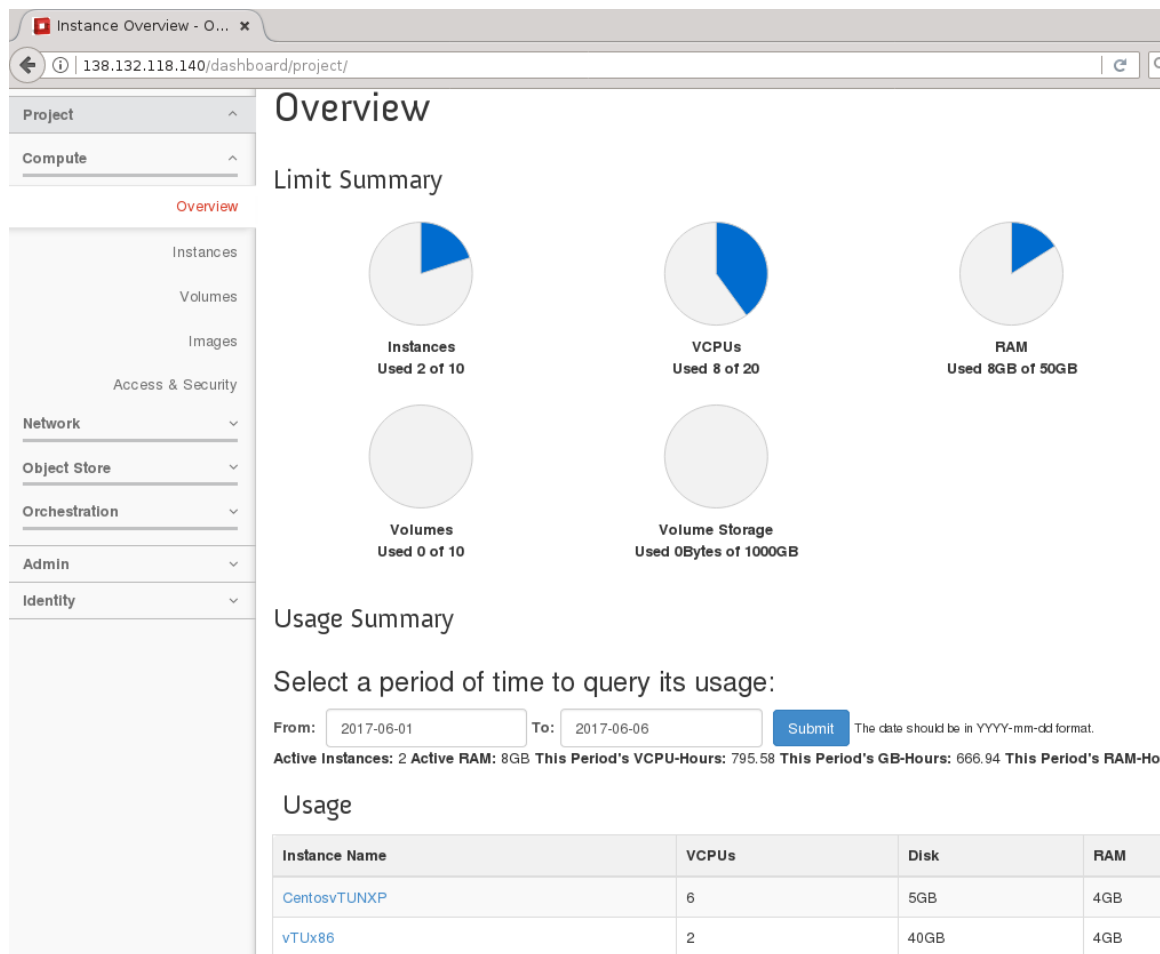 Instance Overview - O... ×
138.132.118.140/dashboard/project/
Project
Compute
Overview
Instances
Volumes
Images
Access & Security
Network
Object Store
Orchestration
Admin
Identity
Overview
Limit Summary
Instances
Used 2 of 10
VCPUs
Used 8 of 20
RAM
Used 8GB of 50GB
Volumes
Used 0 of 10
Volume Storage
Used 0Bytes of 1000GB
Usage Summary
Select a period of time to query its usage:
From: 2017-06-01 To: 2017-06-06 Submit The date should be in YYYY-mm-dd format.
Active Instances: 2 Active RAM: 8GB This Period's VCPU-Hours: 795.58 This Period's GB-Hours: 666.94 This Period's RAM-Ho
Usage
Instance Name VCPUs Disk RAM
CentosvTUNXP 6 5GB 4GB
vTUx86 2 40GB 4GB